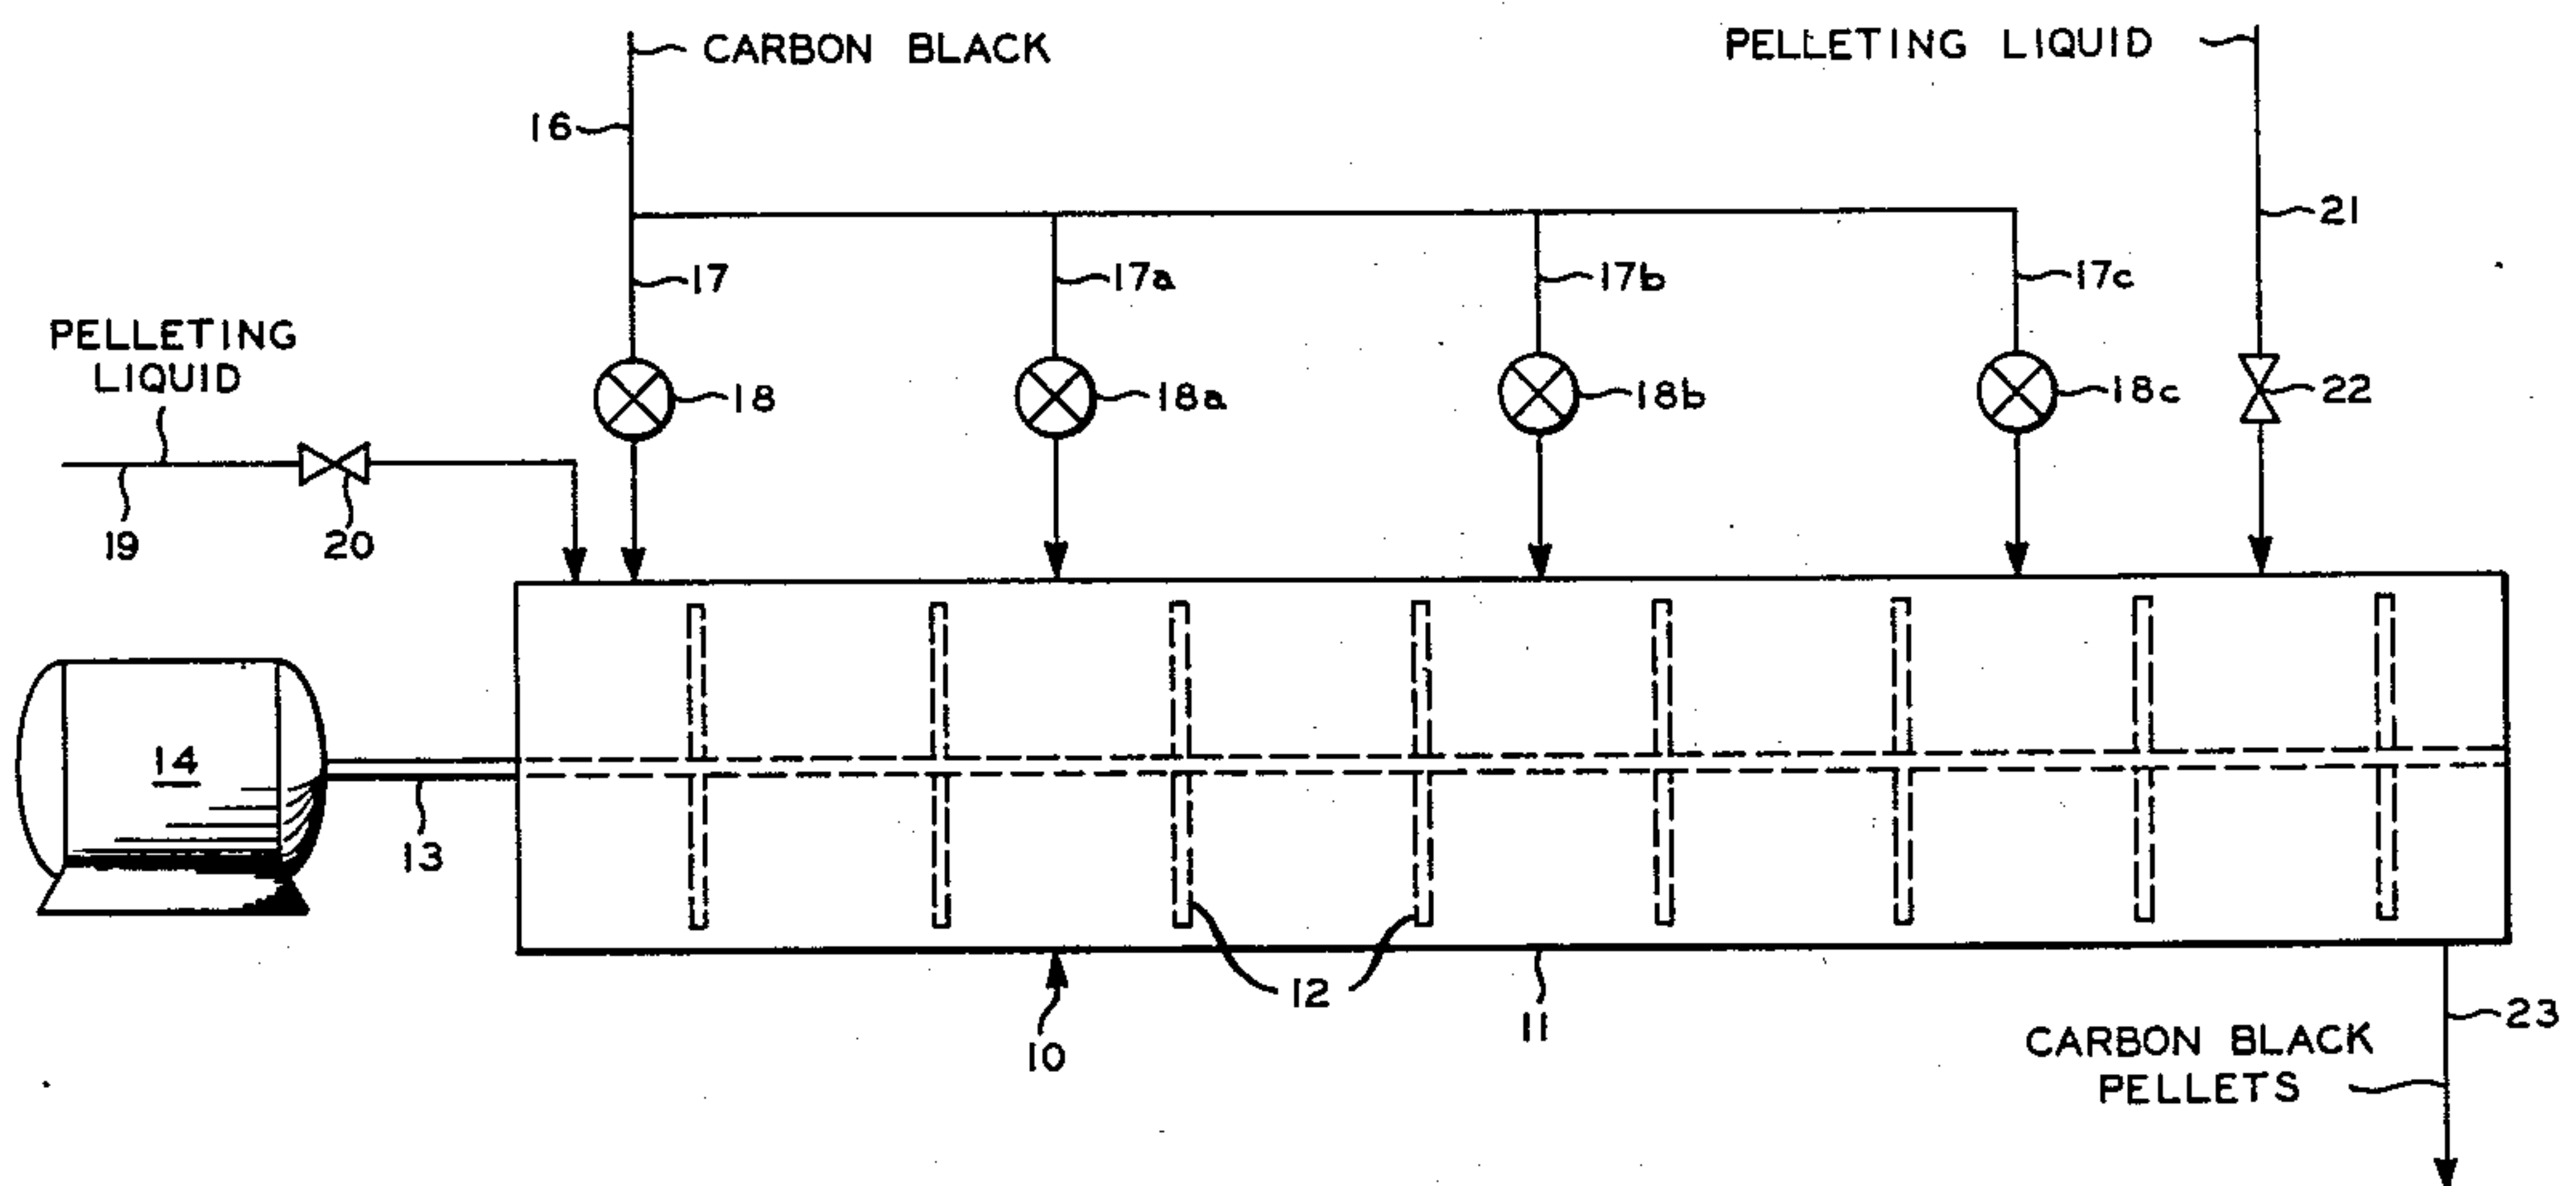 CARBON BLACK
PELLETING LIQUID
16
21
17
17a
17b
17c
PELLETING
LIQUID
18
18a
18b
18c
22
19
20
14
13
12
11
10
23
CARBON BLACK
PELLETS